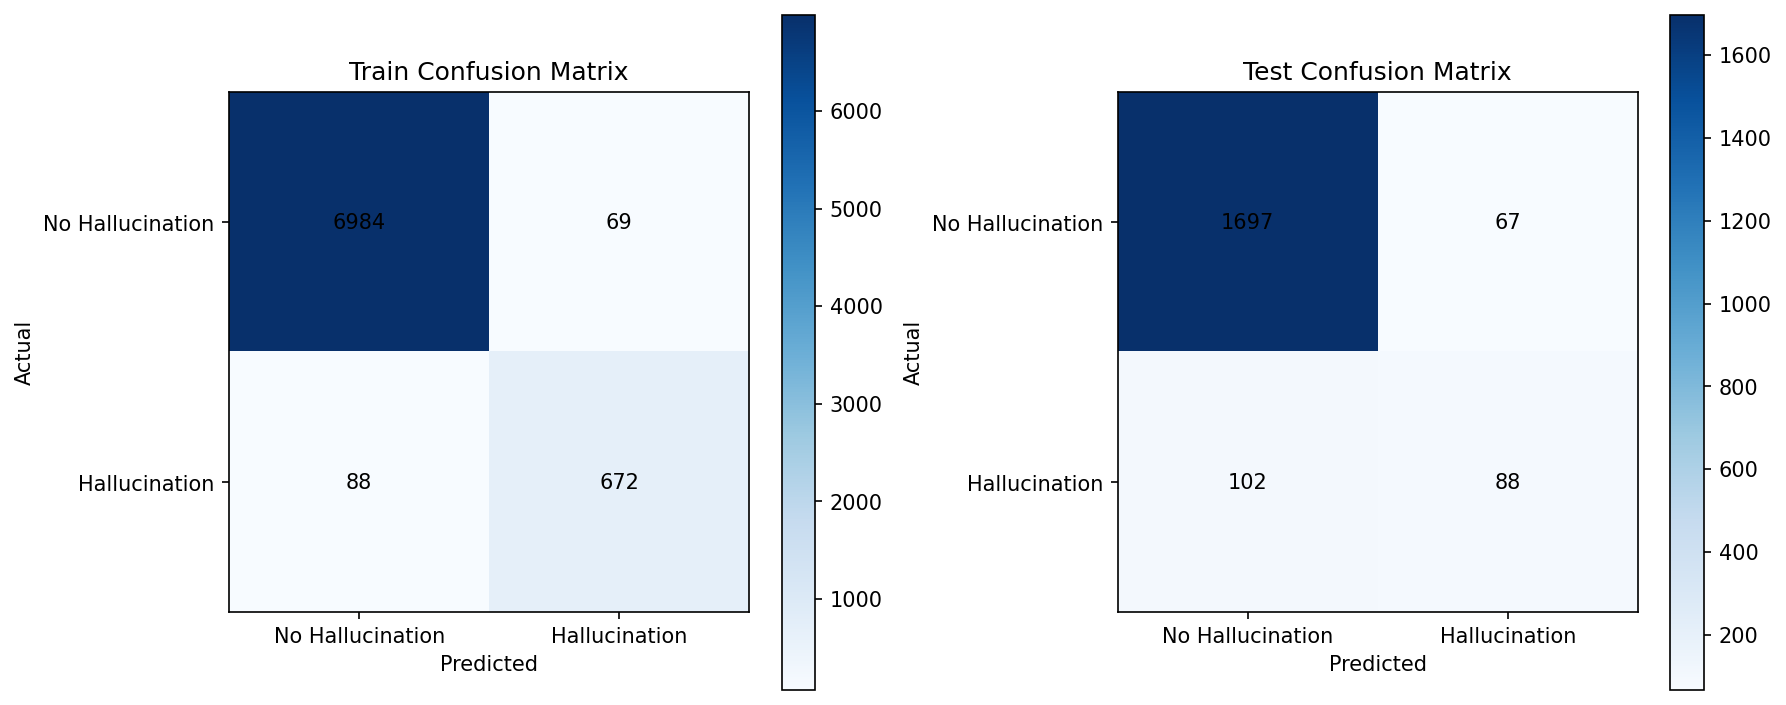 Train Confusion Matrix
No Hallucination
Hallucination
Actual
6984
69
88
672
No Hallucination
Hallucination
Predicted
6000
5000
4000
3000
2000
1000
Test Confusion Matrix
No Hallucination
Hallucination
Actual
1697
67
102
88
No Hallucination
Hallucination
Predicted
1600
1400
1200
1000
800
600
400
200